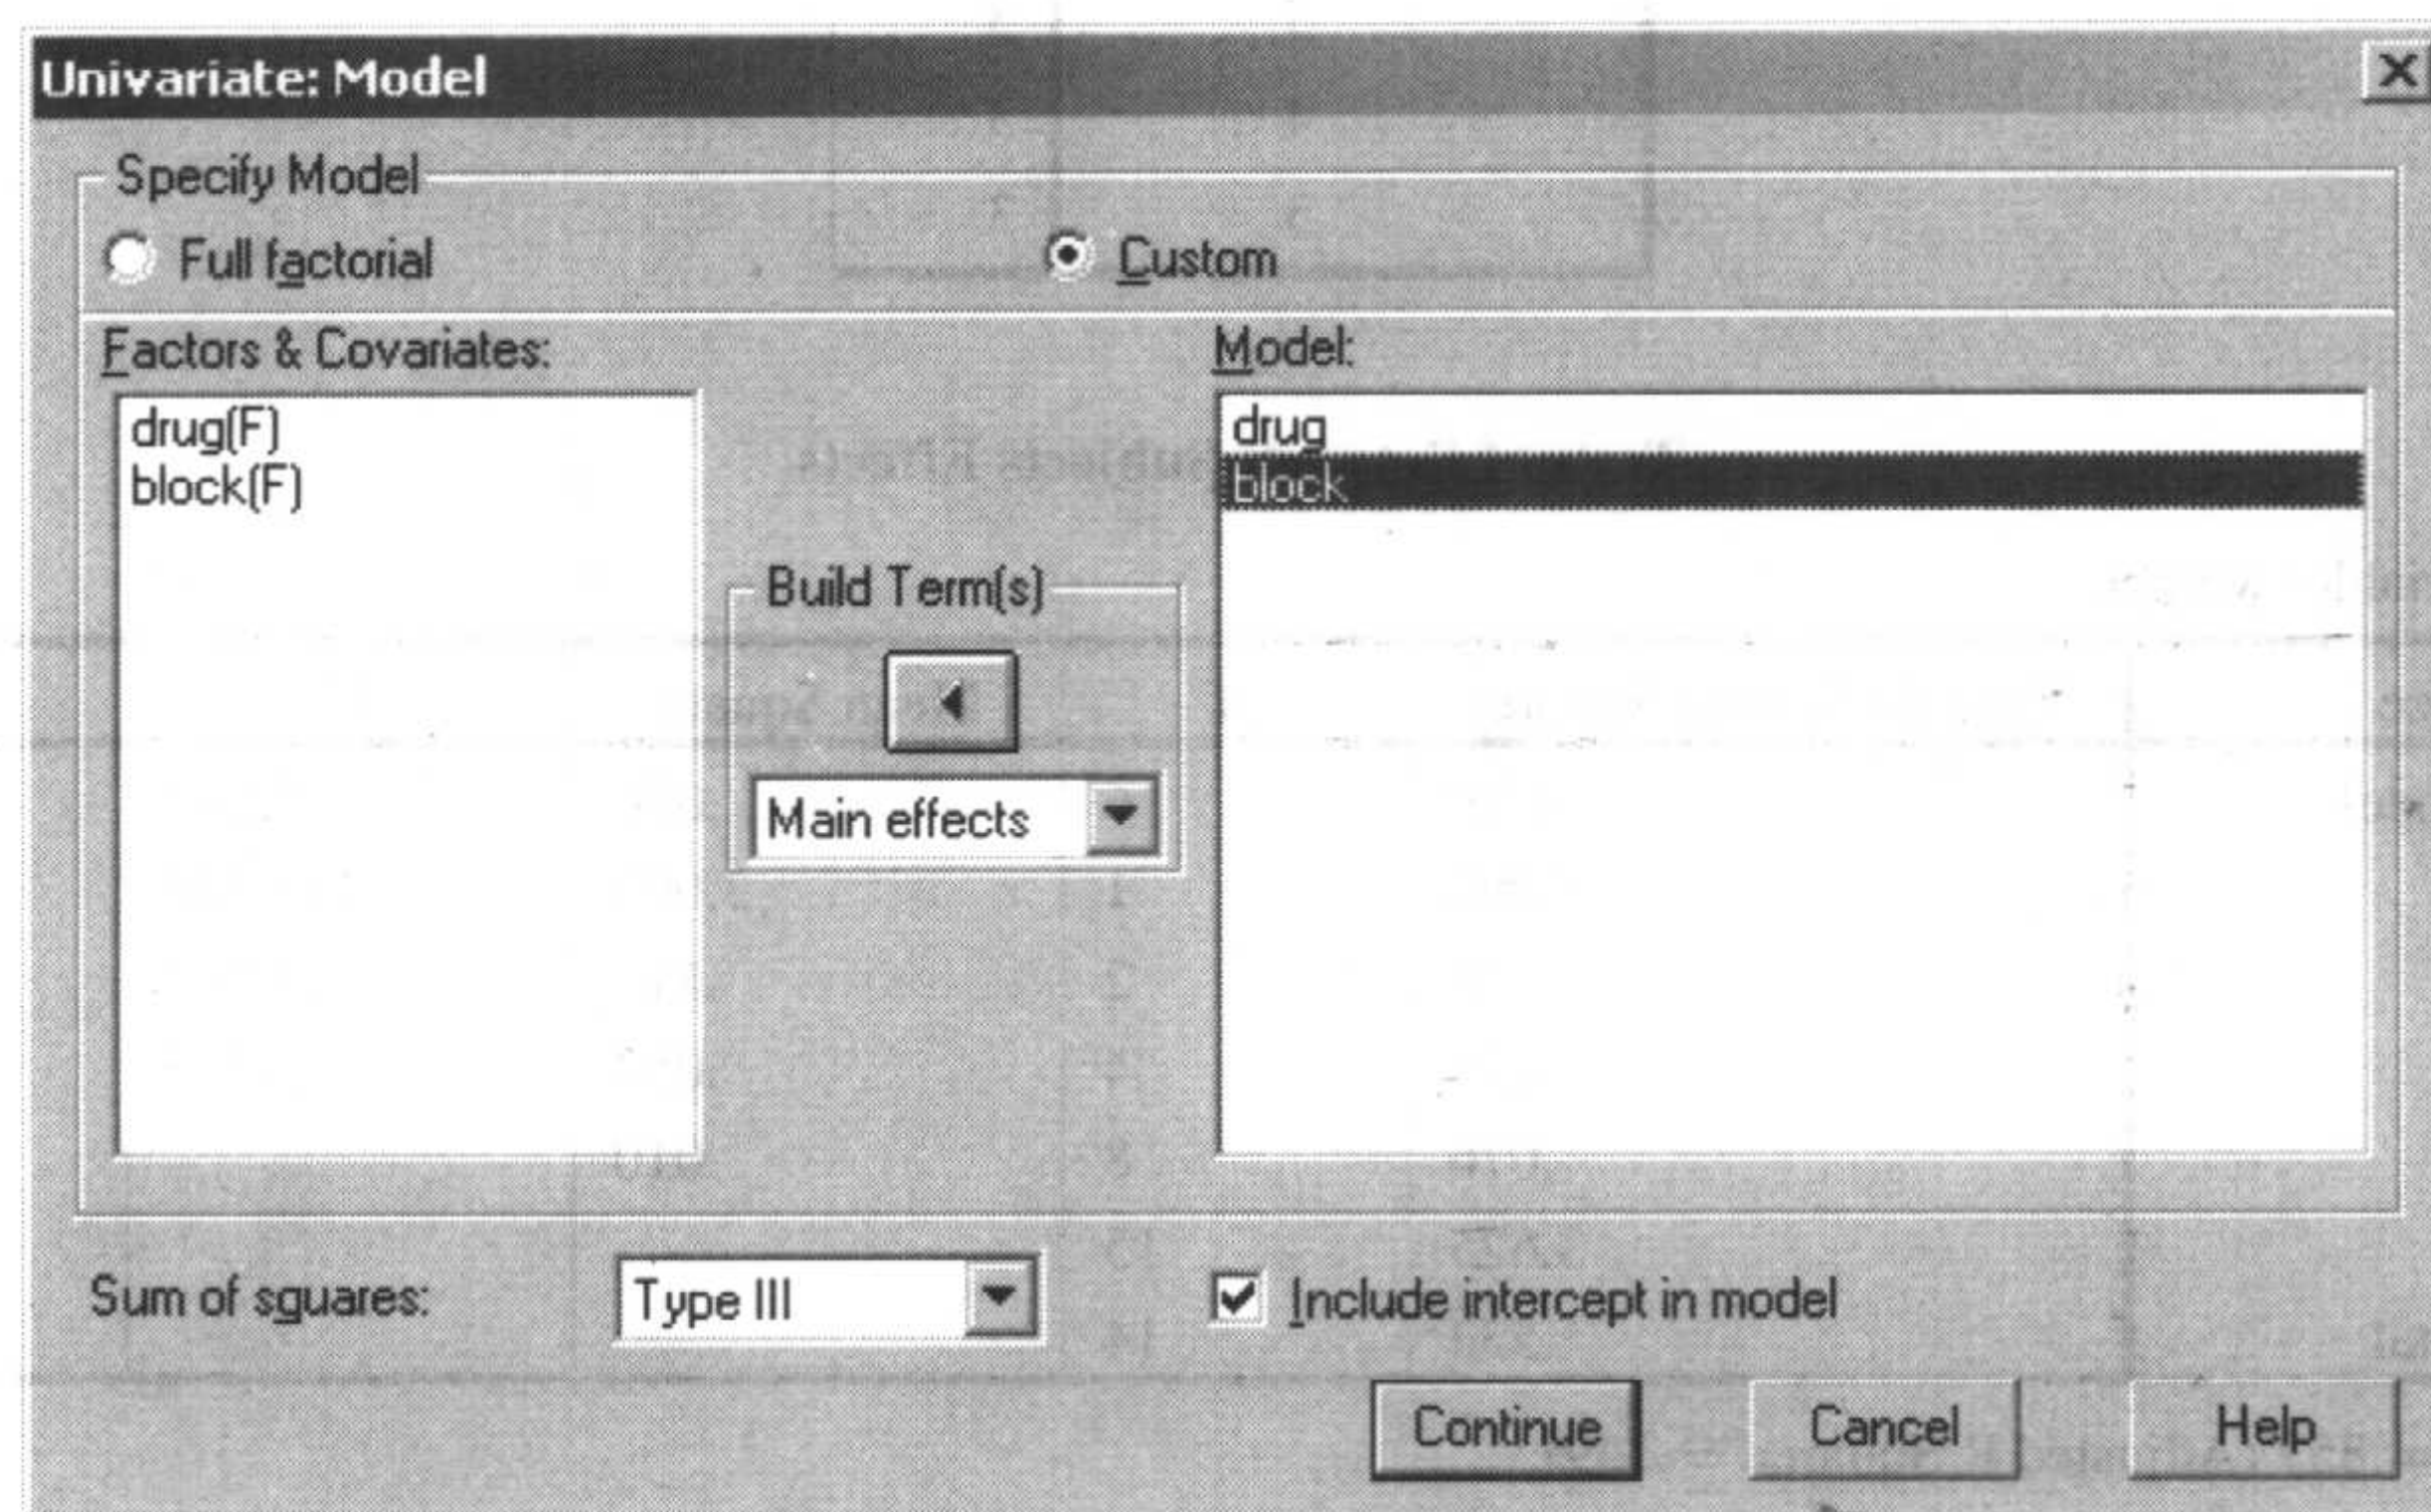 Univariate: Model
Specify Model
Full factorial
Custom
Factors & Covariates:
drug(F)
block(F)
Build Term(s)
Main effects
Model:
drug
block
Sum of sguares:
Type III
Include intercept in model
Continue
Cancel
Help